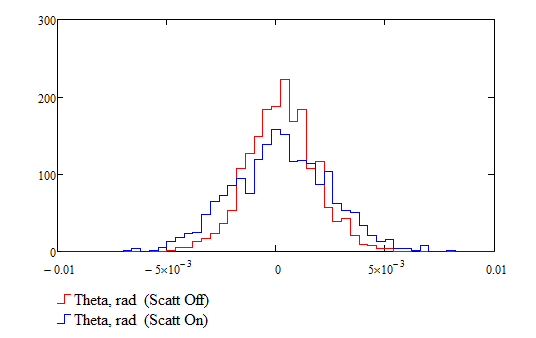 300
200
100
0
− 0.01 − 5×10⁻³ 0 5×10⁻³ 0.01
Theta, rad (Scatt Off)
Theta, rad (Scatt On)